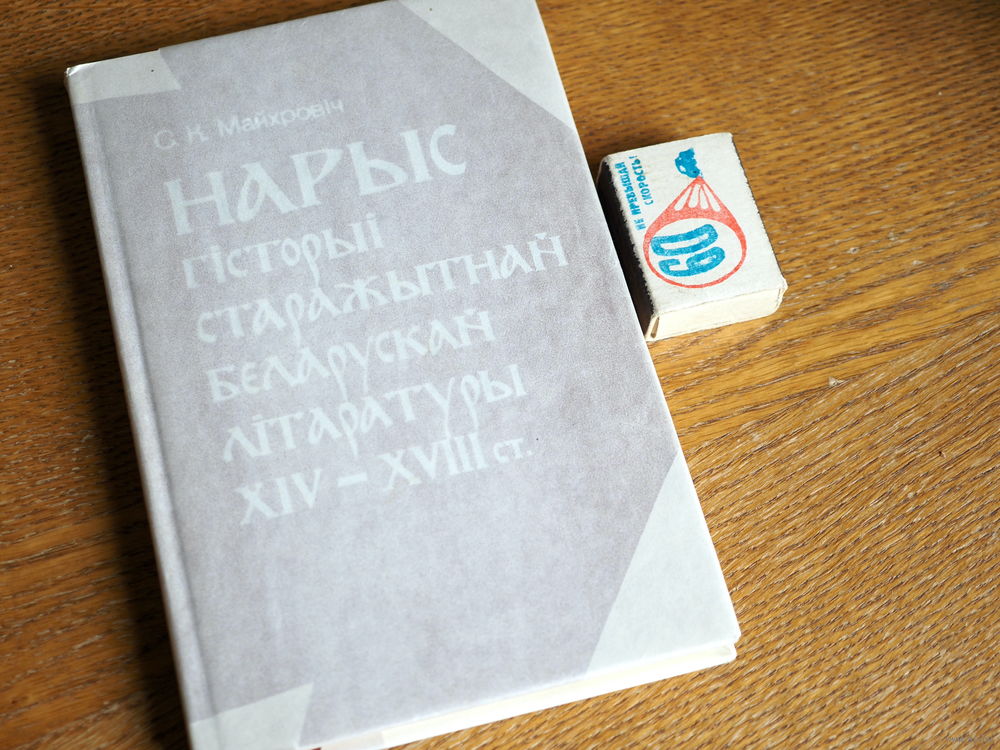 С. К. Майхровіч
НАРЫС
гісторыі
старажытнай
беларускай
літаратуры
XIV – XVIII ст.
НЕ ПРЕВЫШАЙ
СКОРОСТЬ!
60